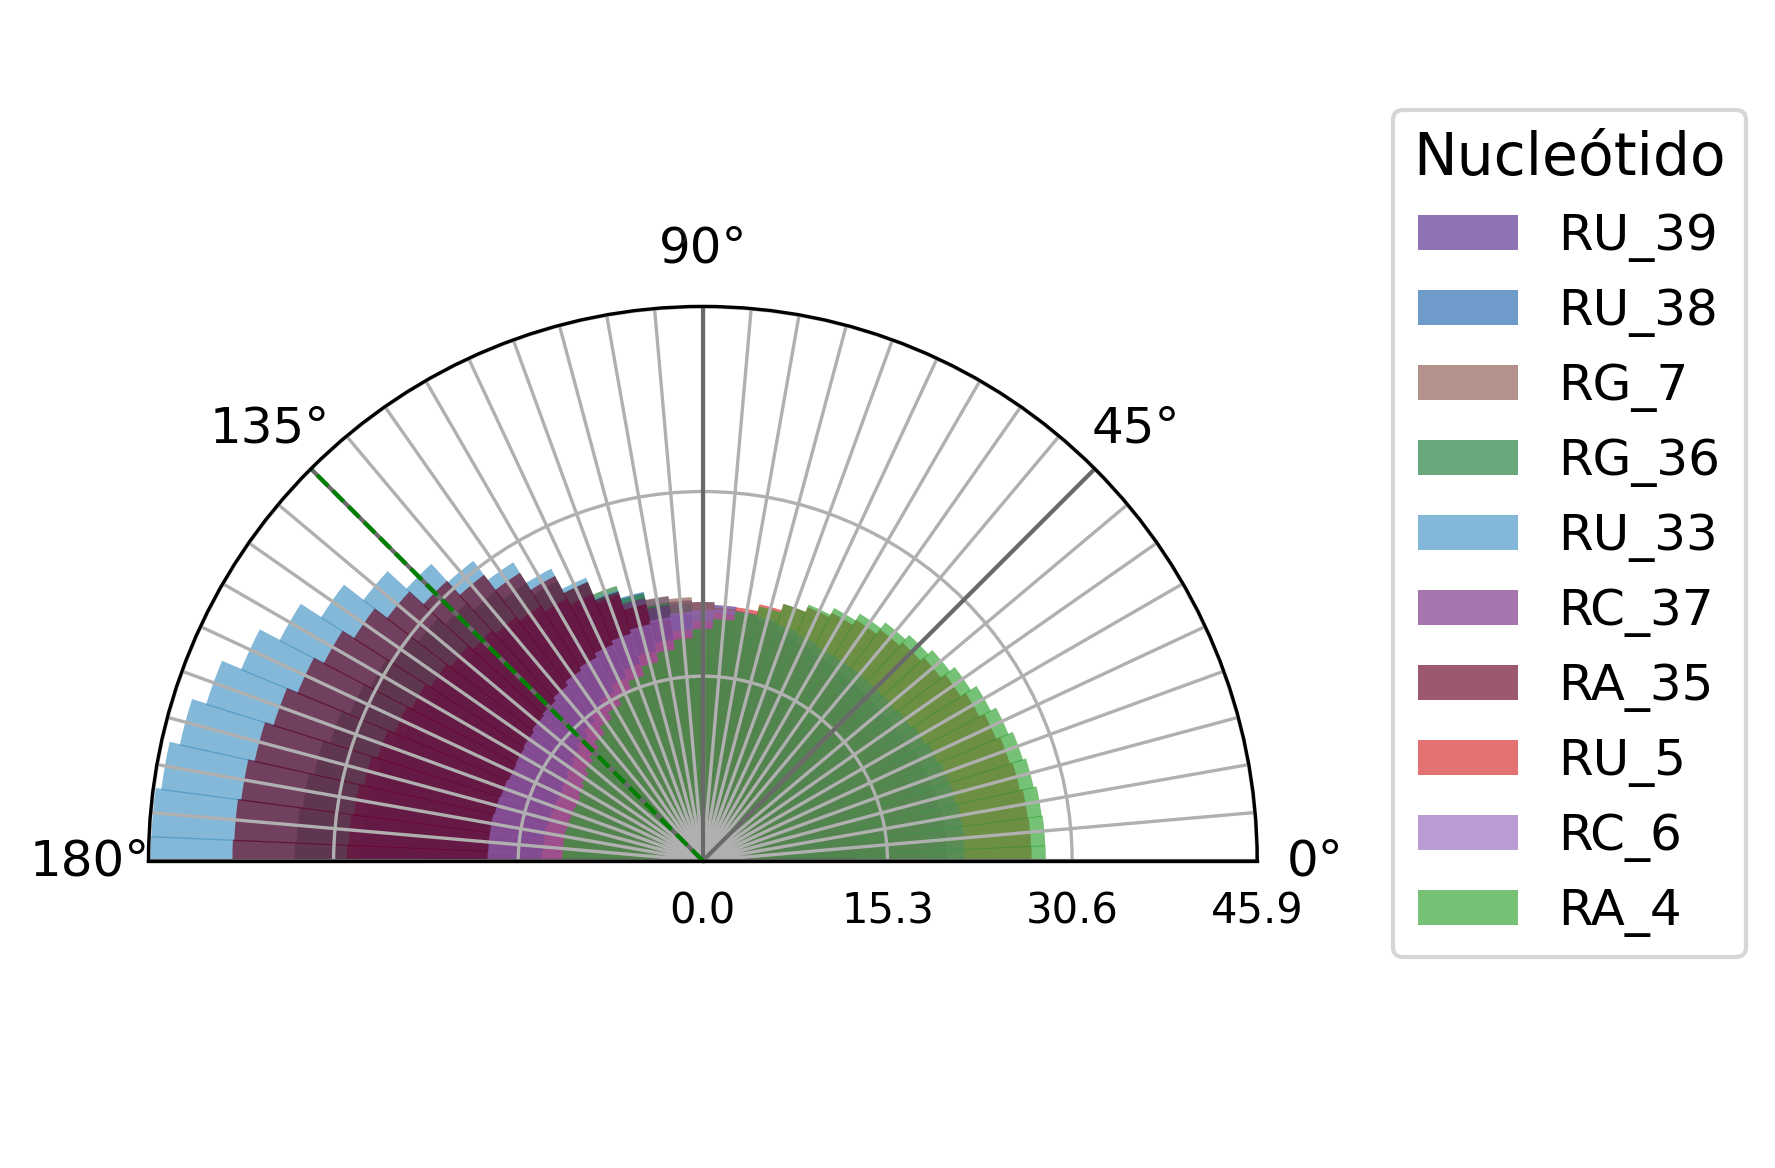 90°
135°
45°
180°
0°
0.0
15.3
30.6
45.9
Nucleótido
RU_39
RU_38
RG_7
RG_36
RU_33
RC_37
RA_35
RU_5
RC_6
RA_4